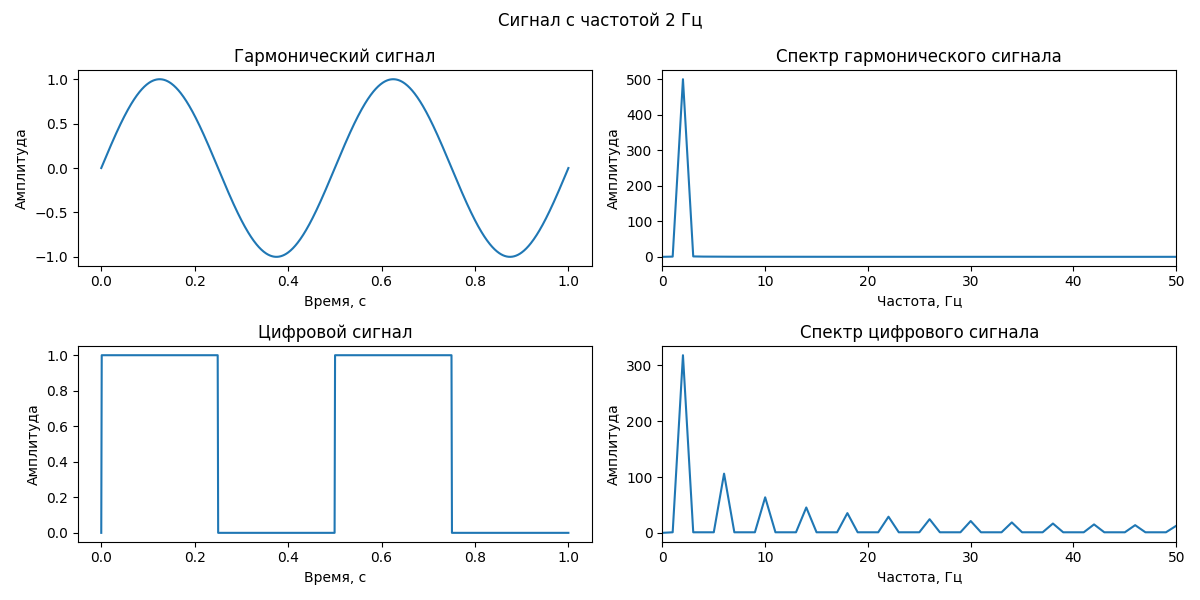 Сигнал с частотой 2 Гц
Гармонический сигнал
Амплитуда
1.0
0.5
0.0
−0.5
−1.0
0.0 0.2 0.4 0.6 0.8 1.0
Время, с
Спектр гармонического сигнала
Амплитуда
500
400
300
200
100
0
0 10 20 30 40 50
Частота, Гц
Цифровой сигнал
Амплитуда
1.0
0.8
0.6
0.4
0.2
0.0
0.0 0.2 0.4 0.6 0.8 1.0
Время, с
Спектр цифрового сигнала
Амплитуда
300
200
100
0
0 10 20 30 40 50
Частота, Гц